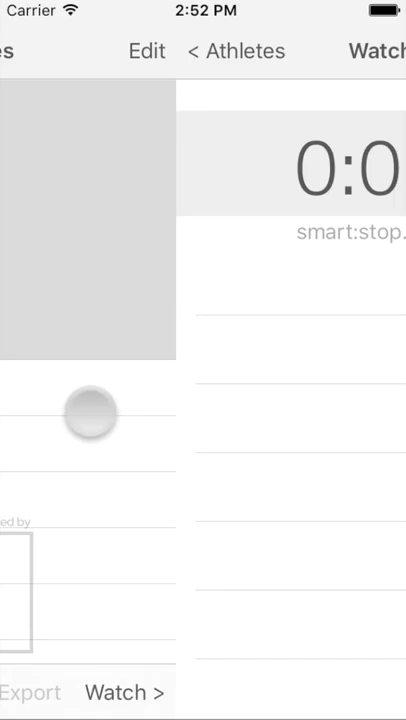 Carrier 2:52 PM
es Edit < Athletes Watch
0:0
smart:stop.
ed by
Export Watch >